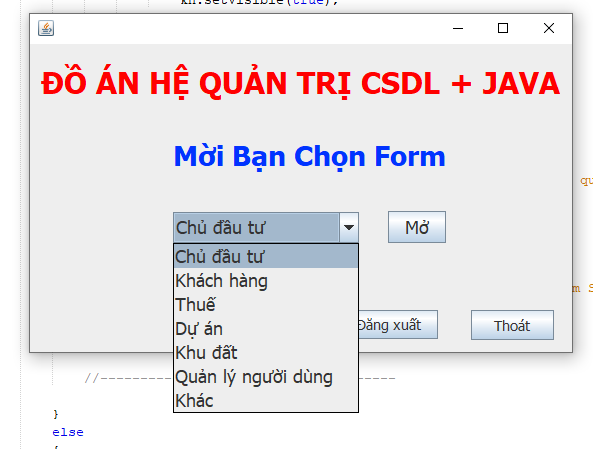 kh.setVisible(true);
ĐỒ ÁN HỆ QUẢN TRỊ CSDL + JAVA
Mời Bạn Chọn Form
qu
Chủ đầu tư
Mở
Chủ đầu tư
Khách hàng
Thuế
m S
Dự án
Đăng xuất
Thoát
Khu đất
Quản lý người dùng
//-------------------------------------
Khác
}
else
{